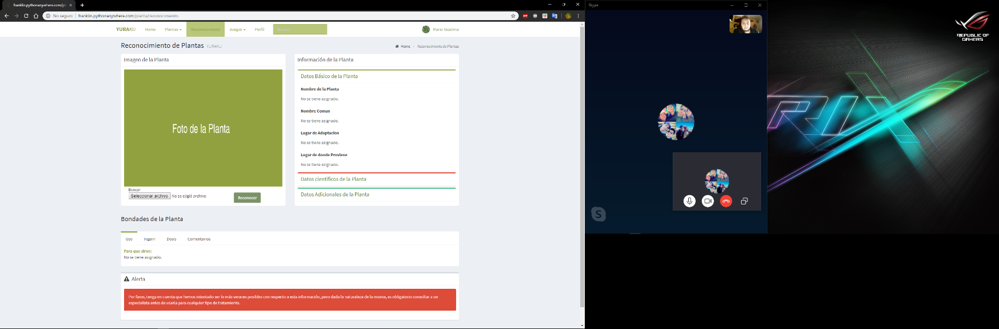 franklin.pythonanywhere.com/pl
No seguro
franklin.pythonanywhere.com/planta/reconocimiento
YURAKU
Home
Plantas
Reconocimiento
Juegos
Perfil
Mario Sisalima
Reconocimiento de Plantas YURAKU
Home
Reconocimiento de Plantas
Imagen de la Planta
Foto de la Planta
Buscar
Seleccionar archivo No se eligió archivo
Reconocer
Información de la Planta
Datos Básico de la Planta
Nombre de la Planta
No se tiene asignado.
Nombre Comun
No se tiene asignado.
Lugar de Adaptacion
No se tiene asignado.
Lugar de donde Proviene
No se tiene asignado.
Datos cientificos de la Planta
Datos Adicionales de la Planta
Bondades de la Planta
Uso
Ingerir
Dosis
Comentarios
Para que sirve:
No se tiene asignado.
Alerta
Por favor, tenga en cuenta que hemos intentado ser lo más veraces posibles con respecto a esta información, pero dada la naturaleza de la misma, es obligatorio consultar a un
especialista antes de usarla para cualquier tipo de tratamiento.
Skype
S
REPUBLIC OF
GAMERS